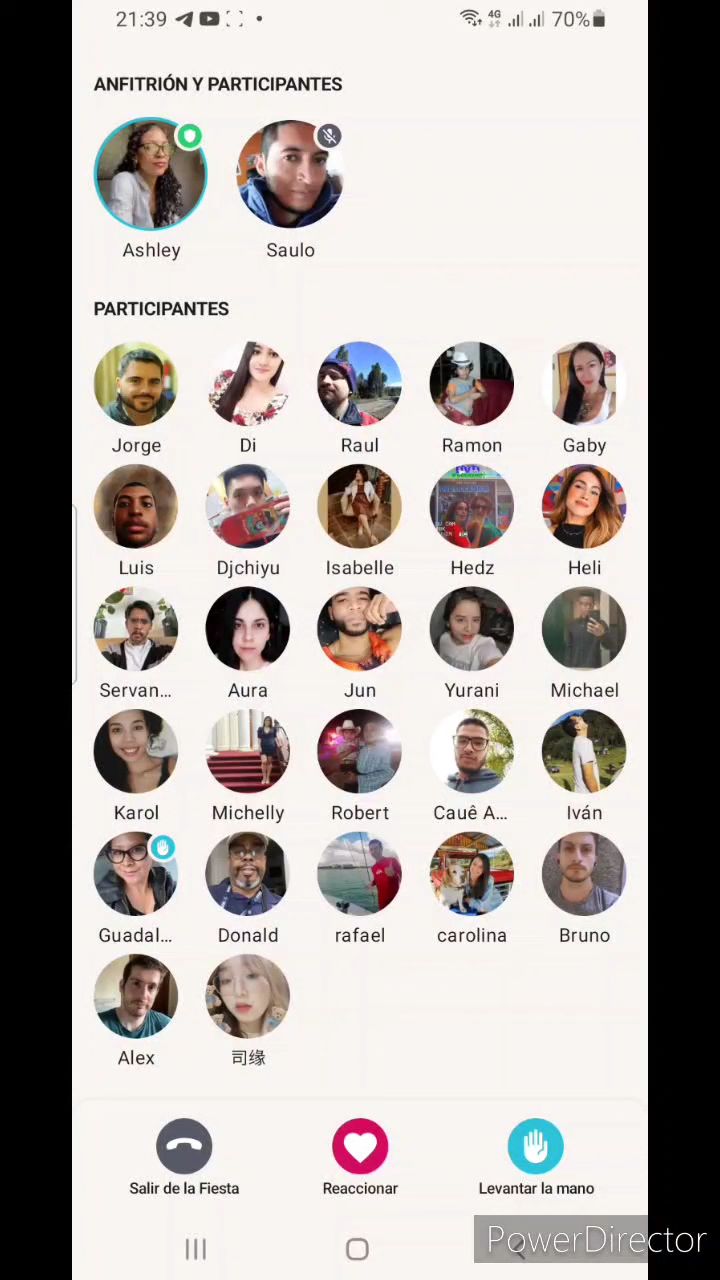 21:39 4G 70%
ANFITRIÓN Y PARTICIPANTES
Ashley Saulo
PARTICIPANTES
Jorge Di Raul Ramon Gaby
Luis Djchiyu Isabelle Hedz Heli
Servan... Aura Jun Yurani Michael
Karol Michelly Robert Cauê A... Iván
Guadal... Donald rafael carolina Bruno
Alex 司缘
Salir de la Fiesta Reaccionar Levantar la mano
PowerDirector